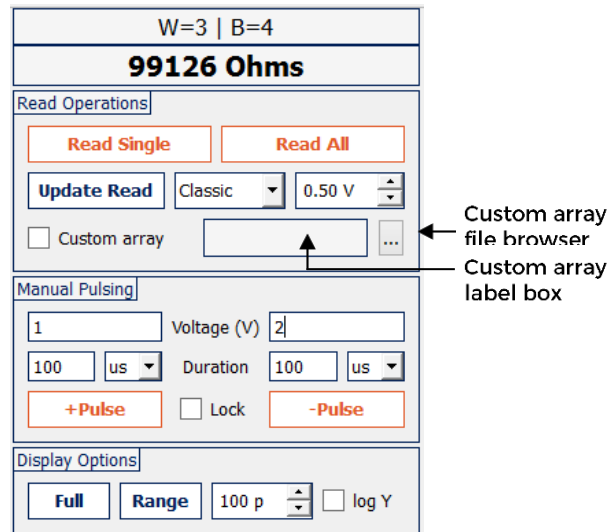 W=3 | B=4
99126 Ohms
Read Operations
Read Single Read All
Update Read Classic 0.50 V
Custom array ...
Custom array
file browser
Custom array
label box
Manual Pulsing
1 Voltage (V) 2
100 us Duration 100 us
+Pulse Lock -Pulse
Display Options
Full Range 100 p log Y